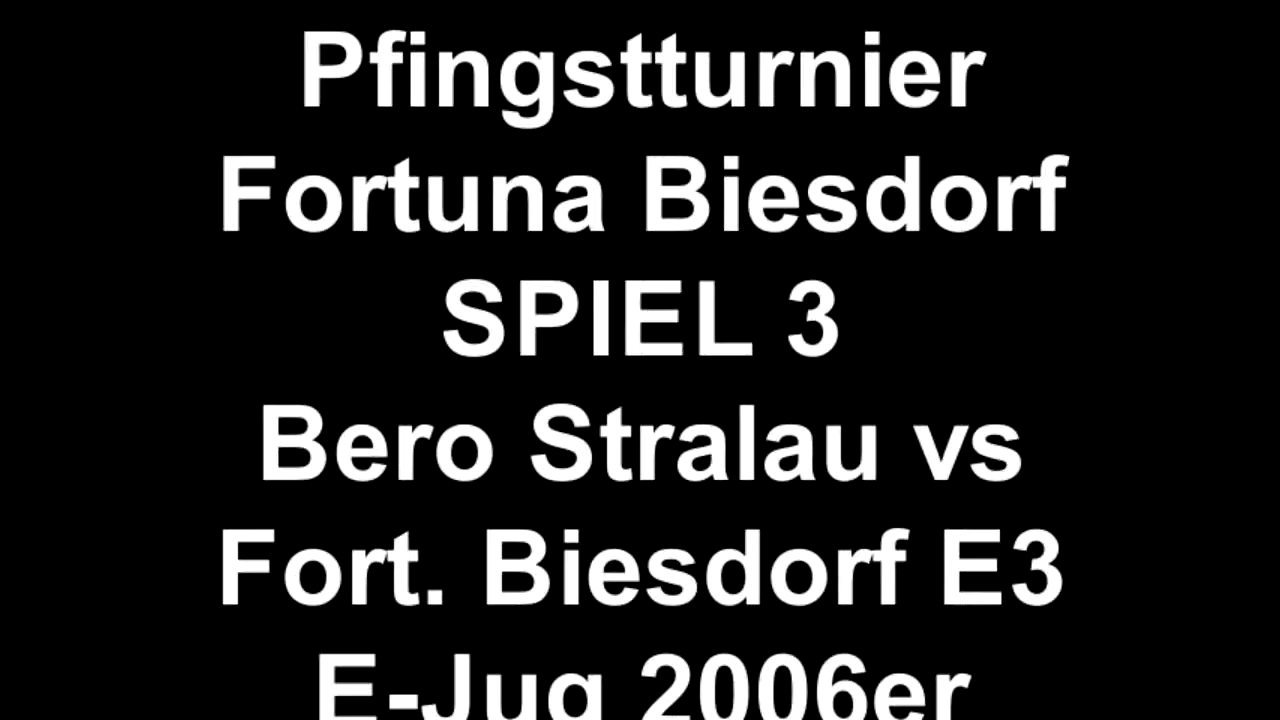 Pfingstturnier
Fortuna Biesdorf
SPIEL 3
Bero Stralau vs
Fort. Biesdorf E3
E-Jug 2006er